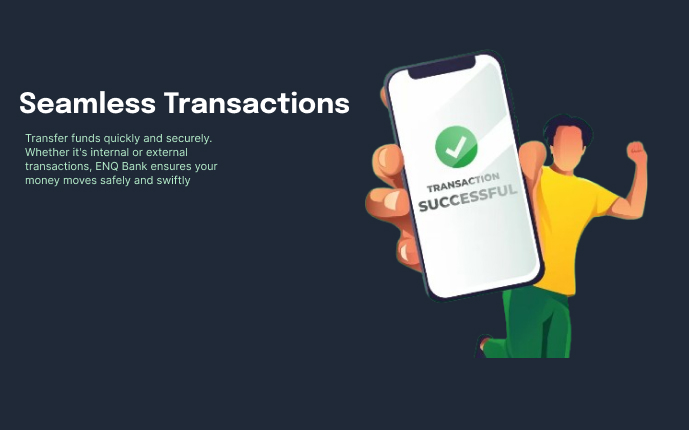 Seamless Transactions
Transfer funds quickly and securely.
Whether it's internal or external
transactions, ENQ Bank ensures your
money moves safely and swiftly
TRANSACTION
SUCCESSFUL